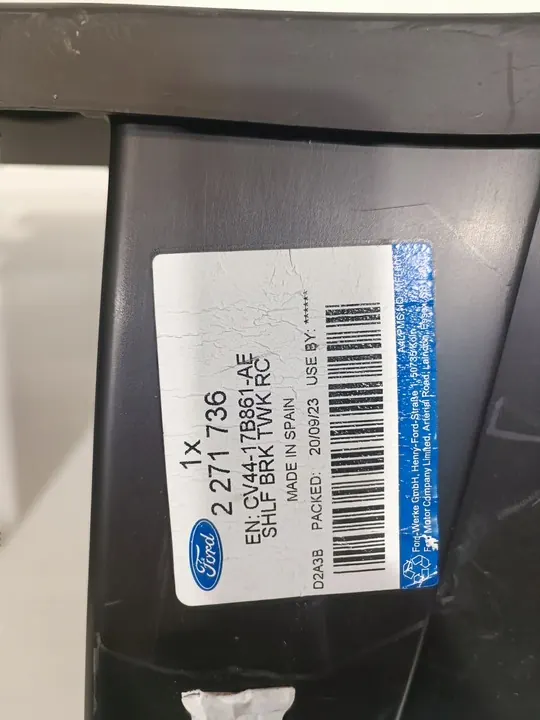 Ford
1x
2 271 736
EN: CV44-17B861-AE
SHLF BRK TWK RC
MADE IN SPAIN
D2A3B PACKED: 20/09/23 USE BY: ******
Ford-Werke GmbH, Henry-Ford-Straße 1, 50735 Köln
Ford Motor Company Limited, Arterial Road, Laindon, Essex,